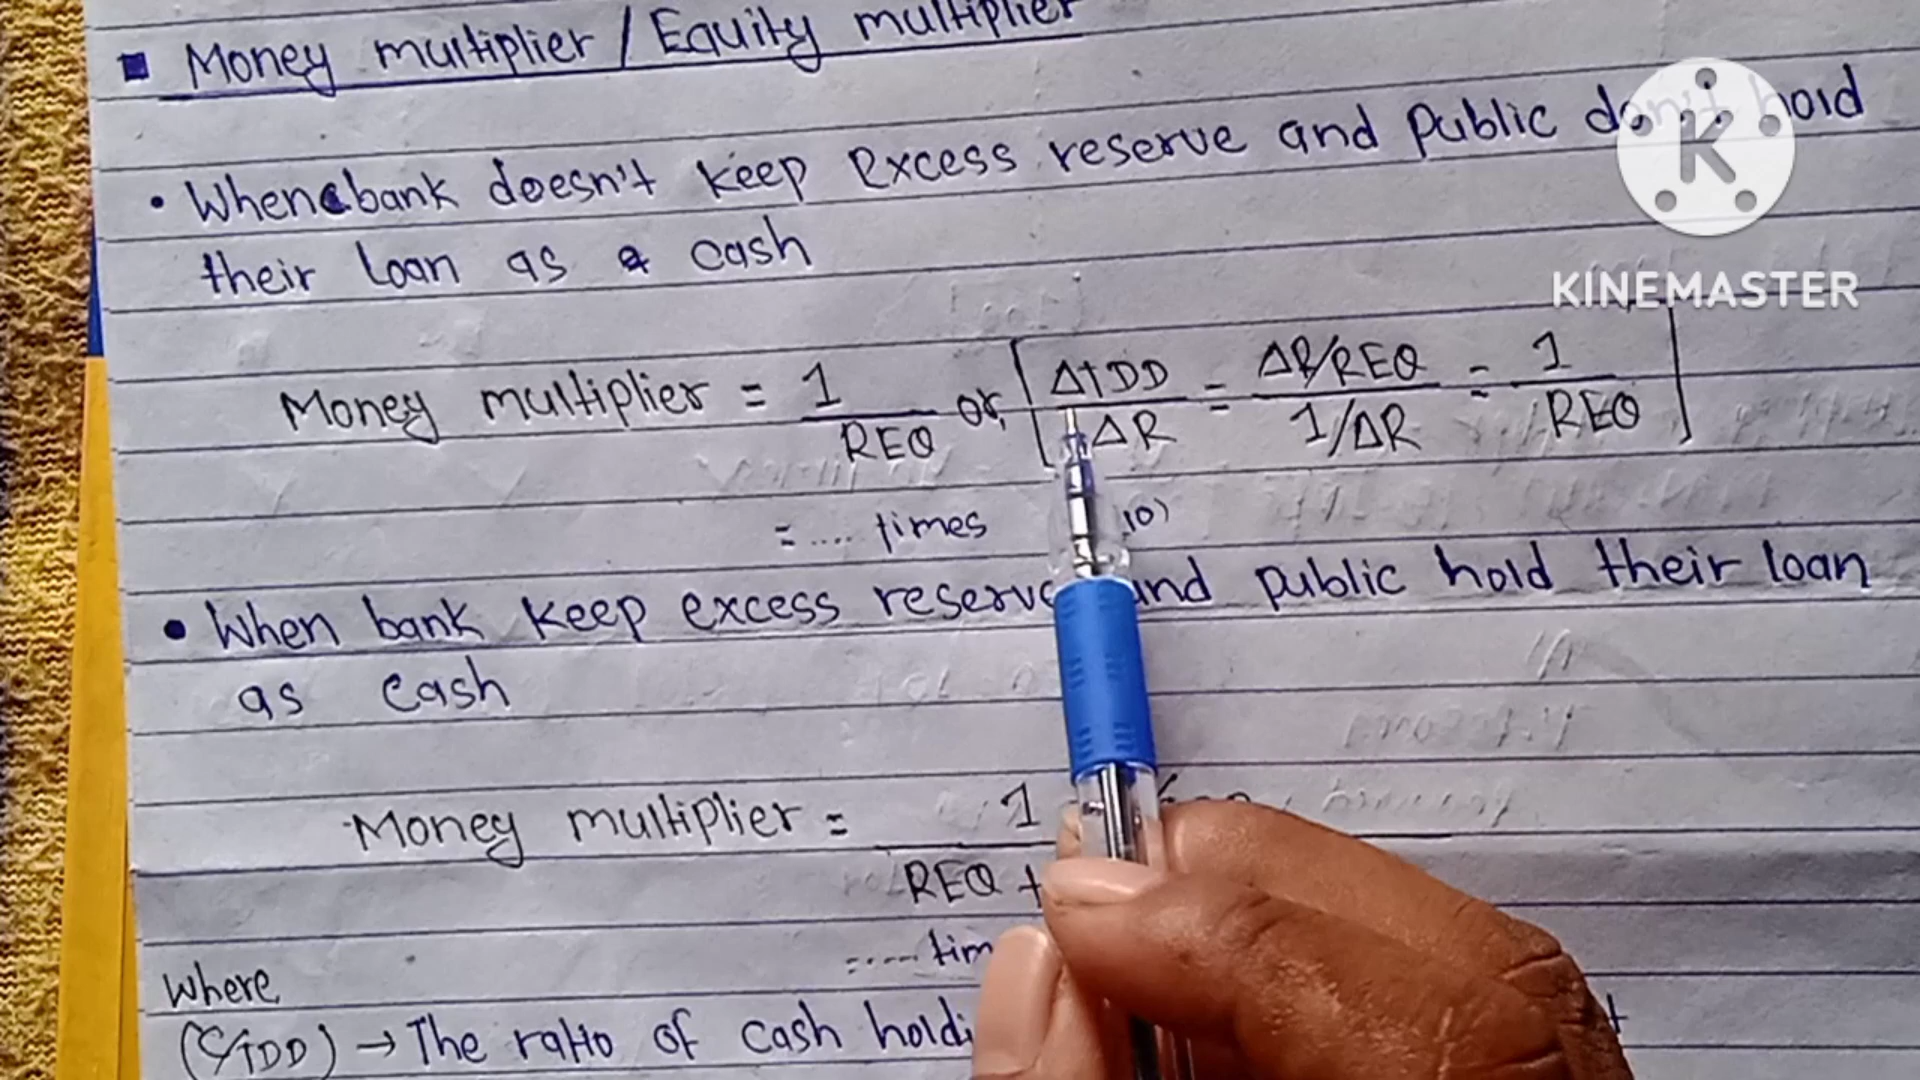 Money multiplier / Equity multiplier
• When bank doesn't keep excess reserve and public don't hold
their loan as a cash
KINEMASTER
Money multiplier = 1/REQ or [ΔtDD/ΔR = ΔR/REQ / 1/ΔR = 1/REQ]
=.... times 10)
• When bank keep excess reserve and public hold their loan
as cash
Money multiplier = 1
REQ +
=.... tim
Where
(C/tDD) → The ratio of cash holdi